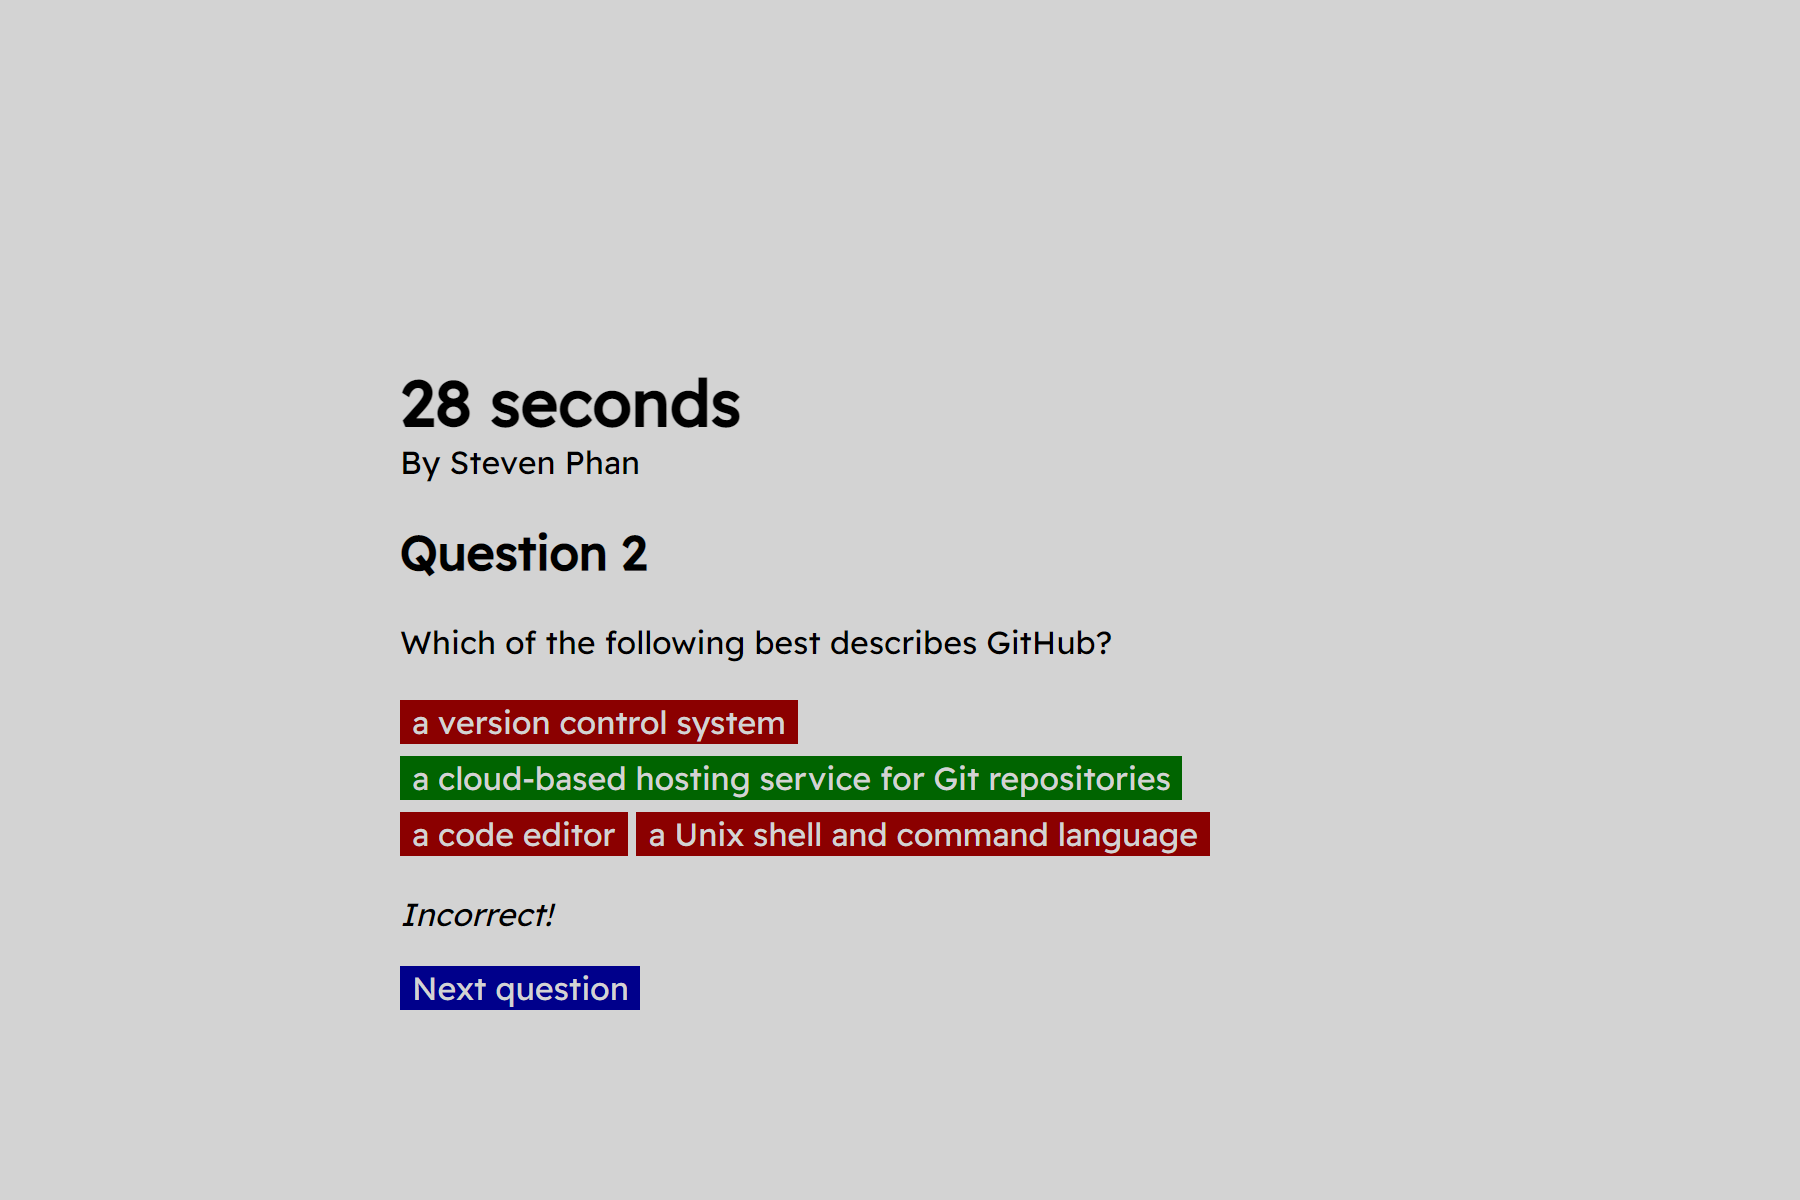 28 seconds
By Steven Phan
Question 2
Which of the following best describes GitHub?
a version control system
a cloud-based hosting service for Git repositories
a code editor a Unix shell and command language
Incorrect!
Next question